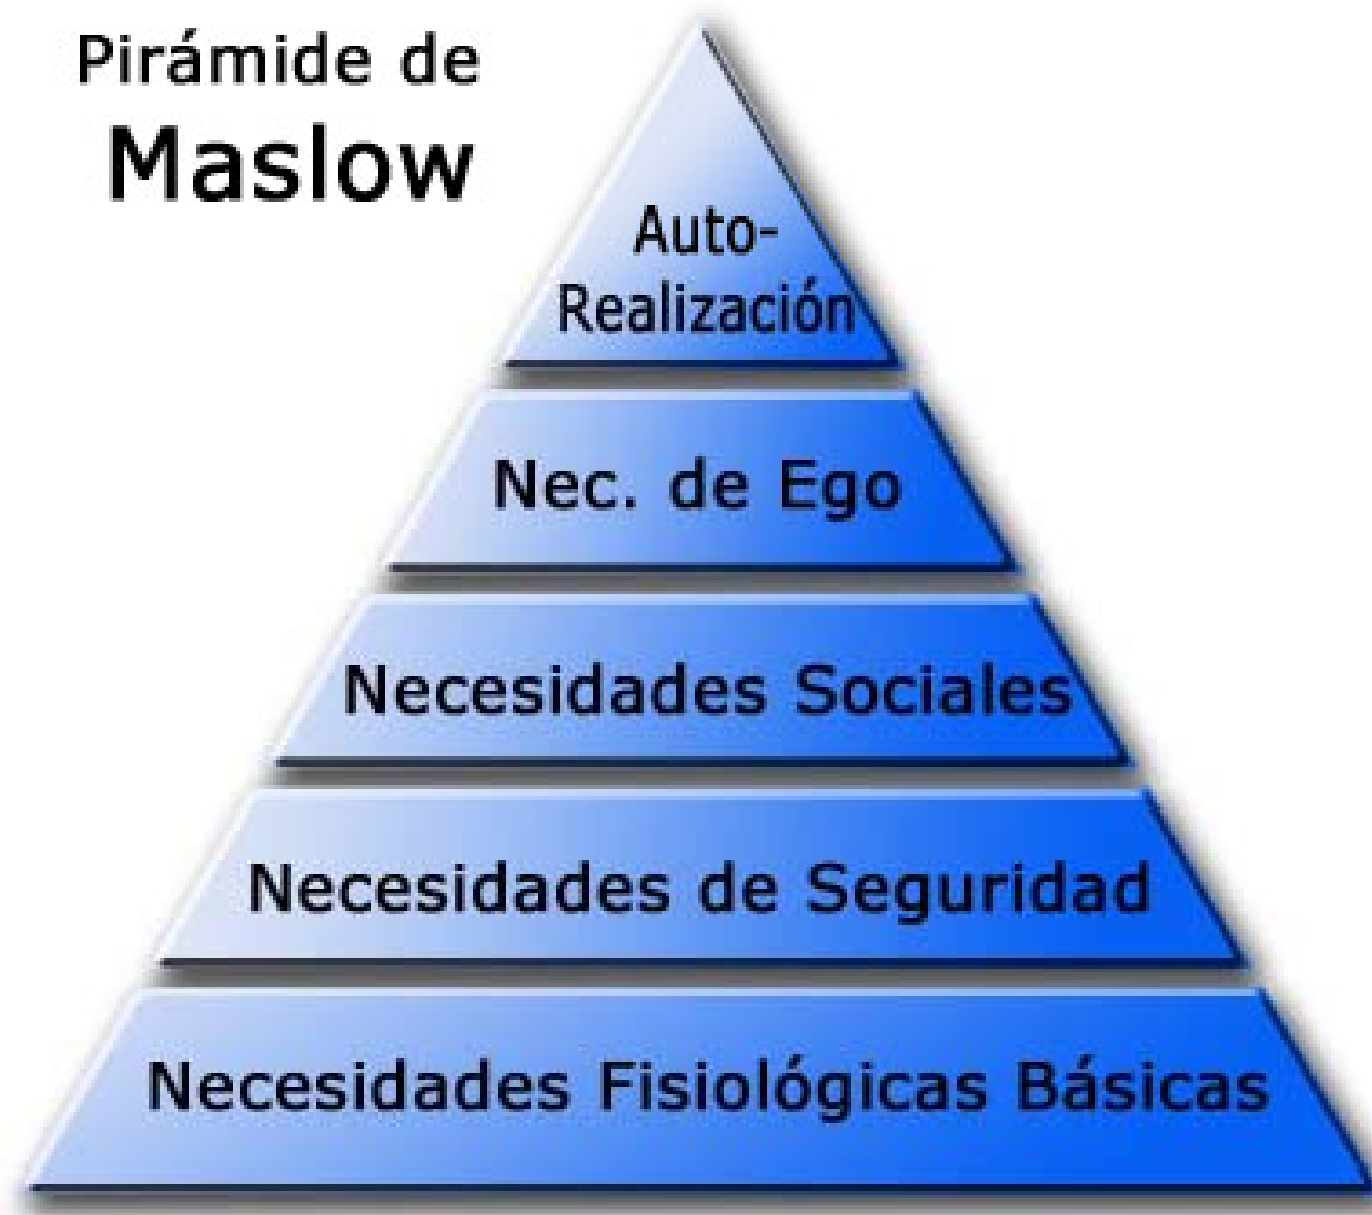 Pirámide de
Maslow
Auto-
Realización
Nec. de Ego
Necesidades Sociales
Necesidades de Seguridad
Necesidades Fisiológicas Básicas